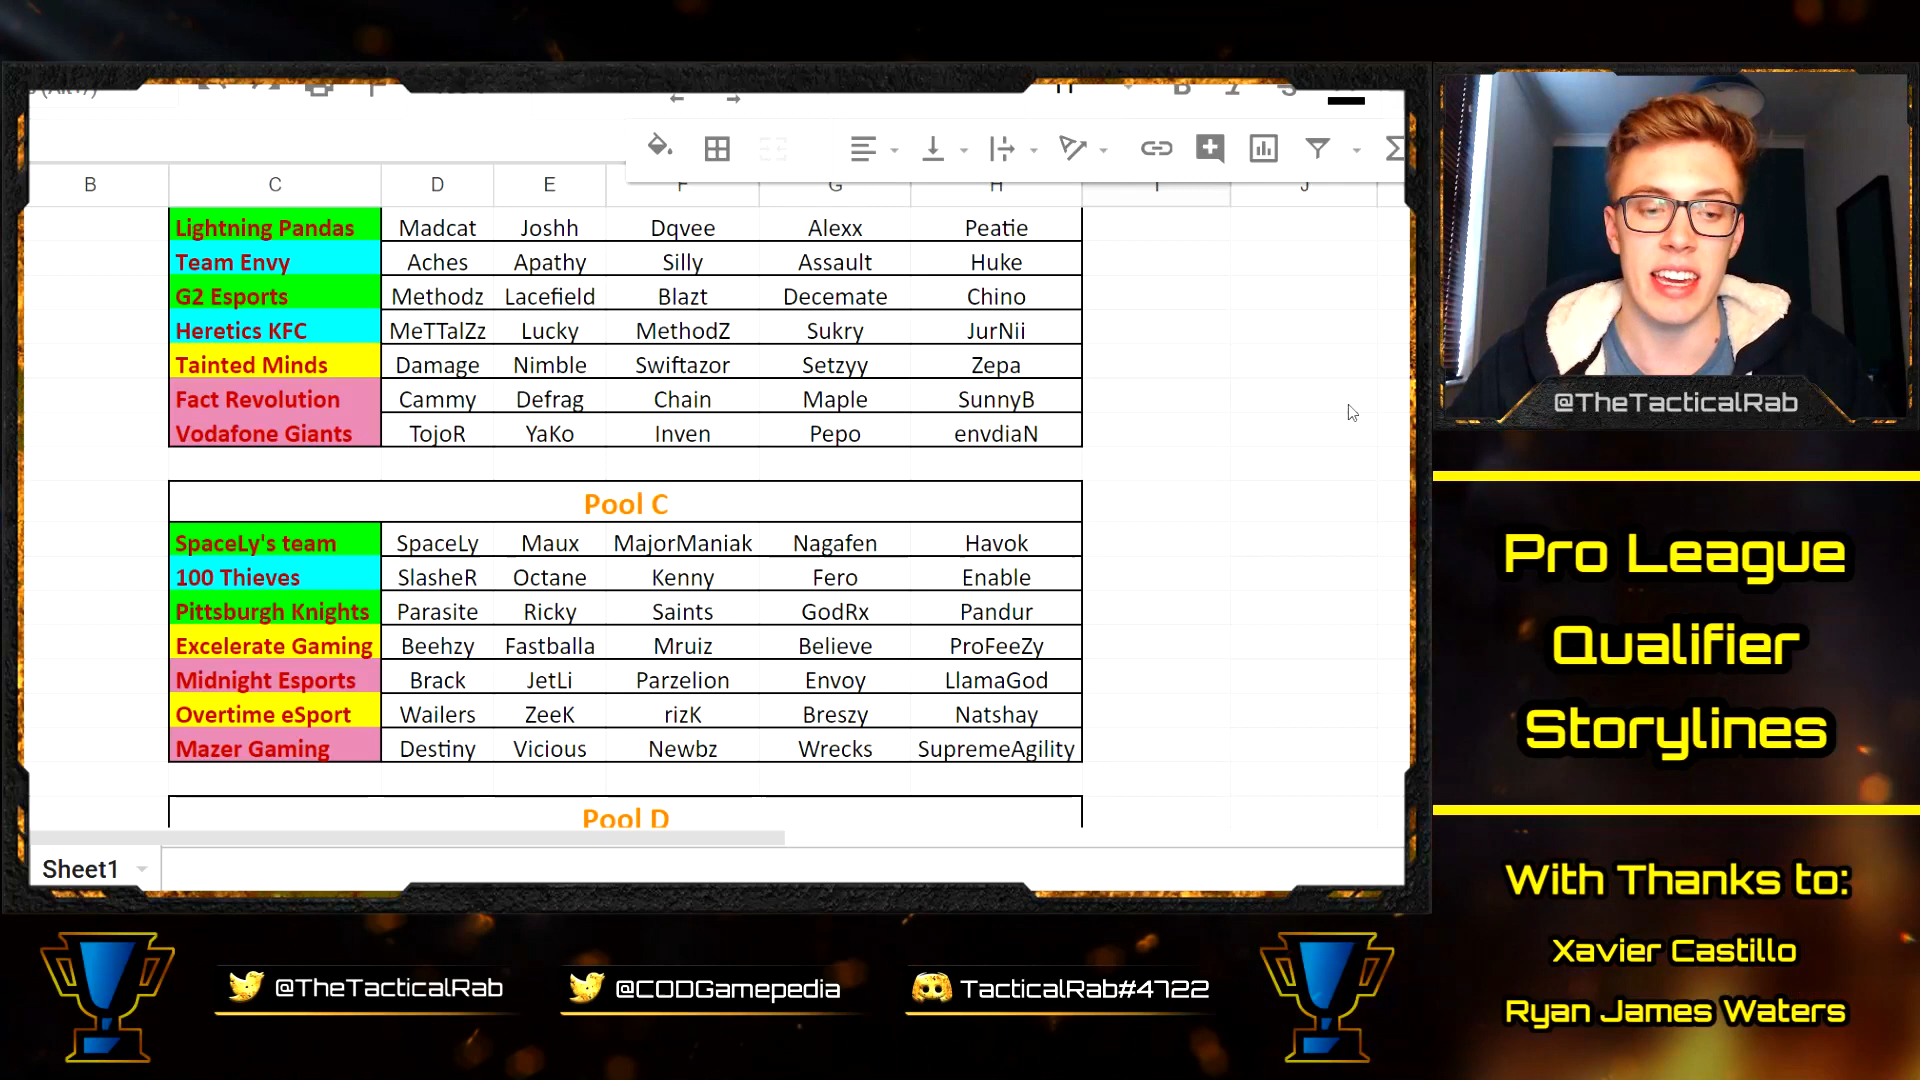 B C D E F G H I J
Lightning Pandas Madcat Joshh Dqvee Alexx Peatie
Team Envy Aches Apathy Silly Assault Huke
G2 Esports Methodz Lacefield Blazt Decemate Chino
Heretics KFC MeTTalZz Lucky MethodZ Sukry JurNii
Tainted Minds Damage Nimble Swiftazor Setzyy Zepa
Fact Revolution Cammy Defrag Chain Maple SunnyB
Vodafone Giants TojoR YaKo Inven Pepo envdiaN
Pool C
SpaceLy's team SpaceLy Maux MajorManiak Nagafen Havok
100 Thieves SlasheR Octane Kenny Fero Enable
Pittsburgh Knights Parasite Ricky Saints GodRx Pandur
Excelerate Gaming Beehzy Fastballa Mruiz Believe ProFeeZy
Midnight Esports Brack JetLi Parzelion Envoy LlamaGod
Overtime eSport Wailers ZeeK rizK Breszy Natshay
Mazer Gaming Destiny Vicious Newbz Wrecks SupremeAgility
Pool D
Sheet1
@TheTacticalRab
Pro League
Qualifier
Storylines
With Thanks to:
Xavier Castillo
Ryan James Waters
@TheTacticalRab
@CODGamepedia
TacticalRab#4722